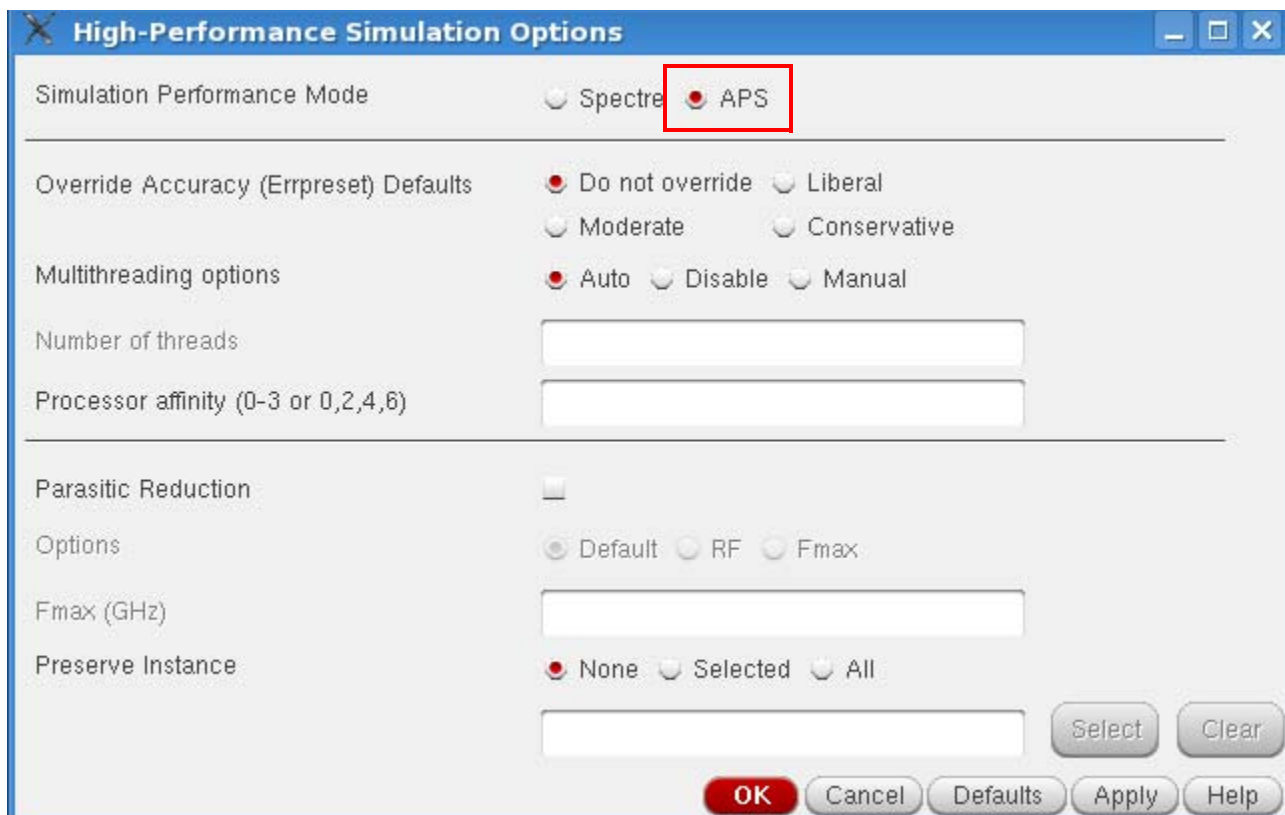 High-Performance Simulation Options
Simulation Performance Mode Spectre APS
Override Accuracy (Errpreset) Defaults Do not override Liberal
Moderate Conservative
Multithreading options Auto Disable Manual
Number of threads
Processor affinity (0-3 or 0,2,4,6)
Parasitic Reduction
Options Default RF Fmax
Fmax (GHz)
Preserve Instance None Selected All
Select Clear
OK Cancel Defaults Apply Help